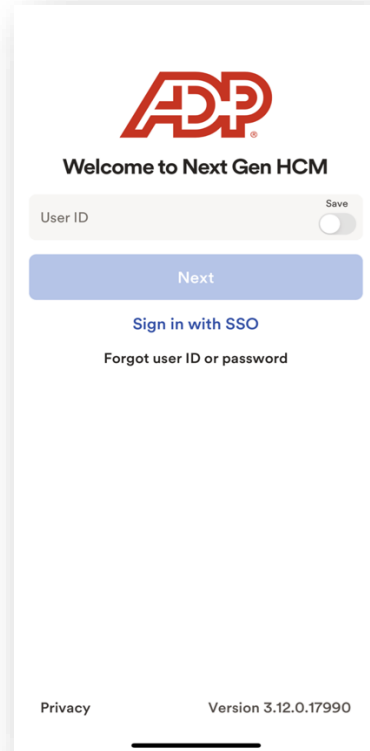 ADP®
Welcome to Next Gen HCM
Save
User ID
Next
Sign in with SSO
Forgot user ID or password
Privacy Version 3.12.0.17990